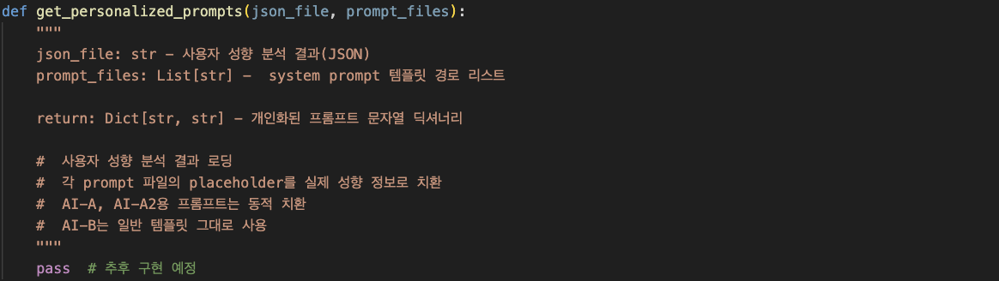 def get_personalized_prompts(json_file, prompt_files):
"""
json_file: str - 사용자 성향 분석 결과(JSON)
prompt_files: List[str] -  system prompt 템플릿 경로 리스트
return: Dict[str, str] - 개인화된 프롬프트 문자열 딕셔너리
#  사용자 성향 분석 결과 로딩
#  각 prompt 파일의 placeholder를 실제 성향 정보로 치환
#  AI-A, AI-A2용 프롬프트는 동적 치환
#  AI-B는 일반 템플릿 그대로 사용
"""
pass  # 추후 구현 예정